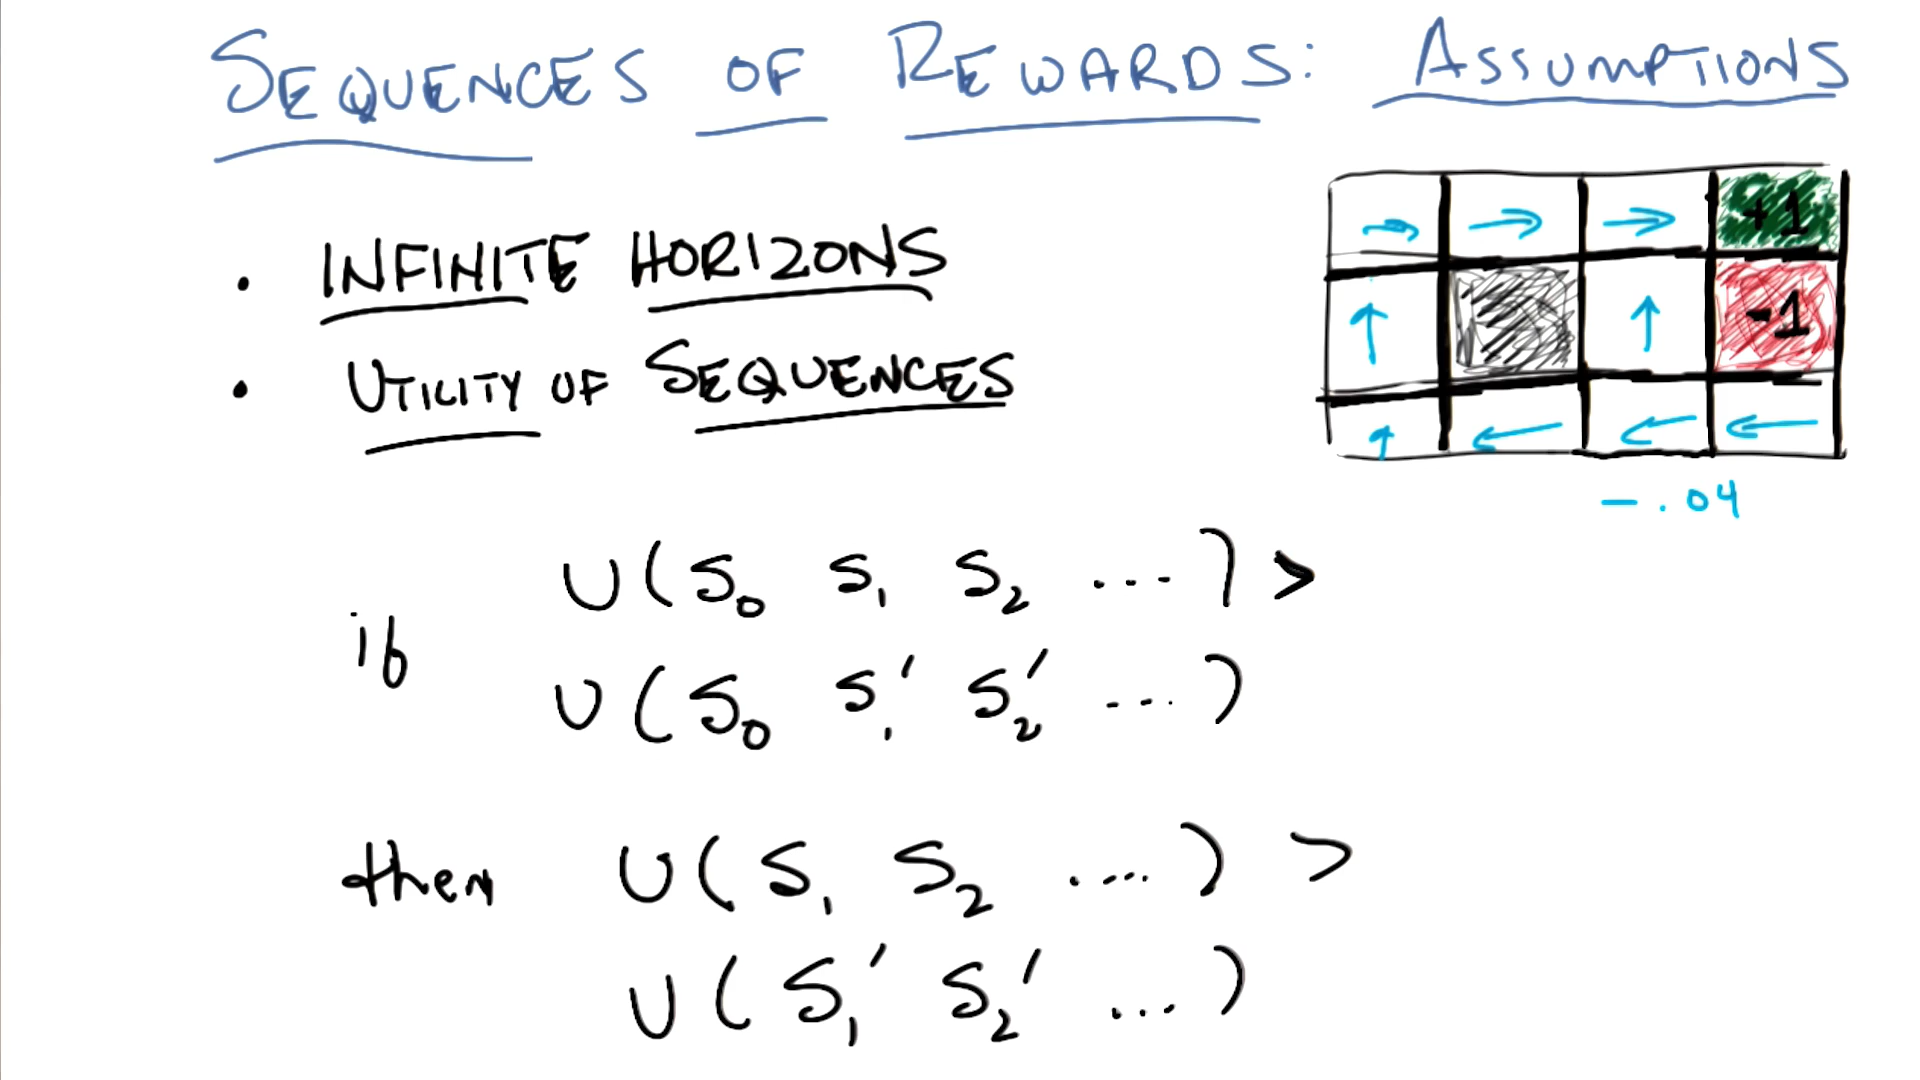 SEQUENCES OF REWARDS: ASSUMPTIONS
• INFINITE HORIZONS
• UTILITY OF SEQUENCES
+1
-1
-.04
if U(S₀ S₁ S₂ ....) >
U(S₀ S₁′ S₂′ ...)
then U(S₁ S₂ ....) >
U(S₁′ S₂′ ...)